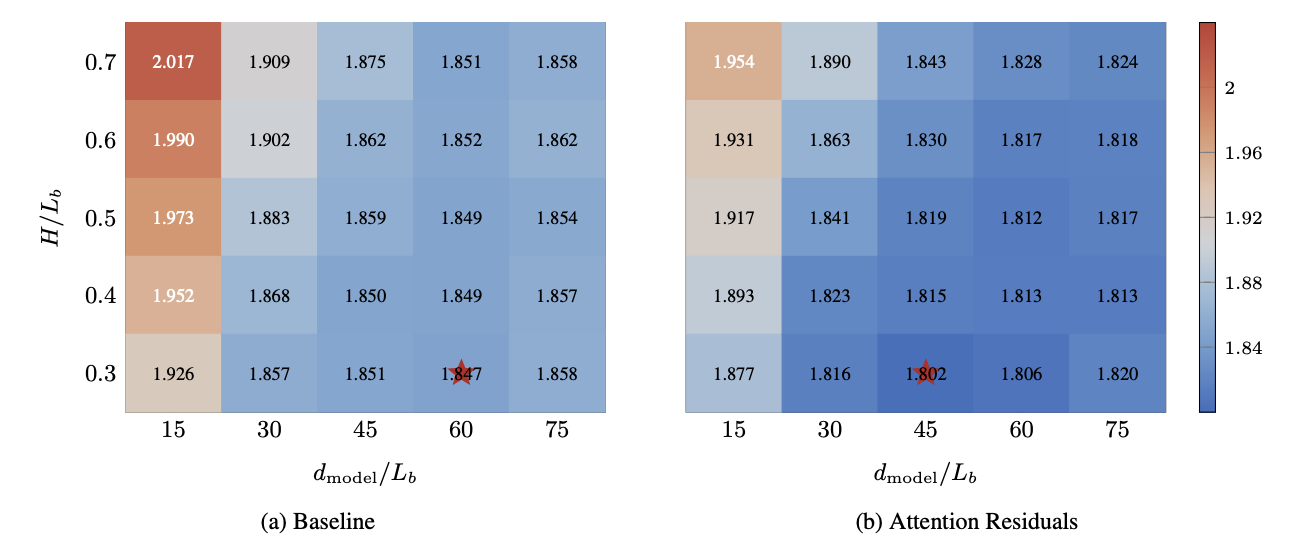 0.7 2.017 1.909 1.875 1.851 1.858 1.954 1.890 1.843 1.828 1.824
2
0.6 1.990 1.902 1.862 1.852 1.862 1.931 1.863 1.830 1.817 1.818
1.96
H/L_b
0.5 1.973 1.883 1.859 1.849 1.854 1.917 1.841 1.819 1.812 1.817
1.92
0.4 1.952 1.868 1.850 1.849 1.857 1.893 1.823 1.815 1.813 1.813
1.88
1.84
0.3 1.926 1.857 1.851 1.847 1.858 1.877 1.816 1.802 1.806 1.820
15 30 45 60 75 15 30 45 60 75
d_model/L_b d_model/L_b
(a) Baseline (b) Attention Residuals